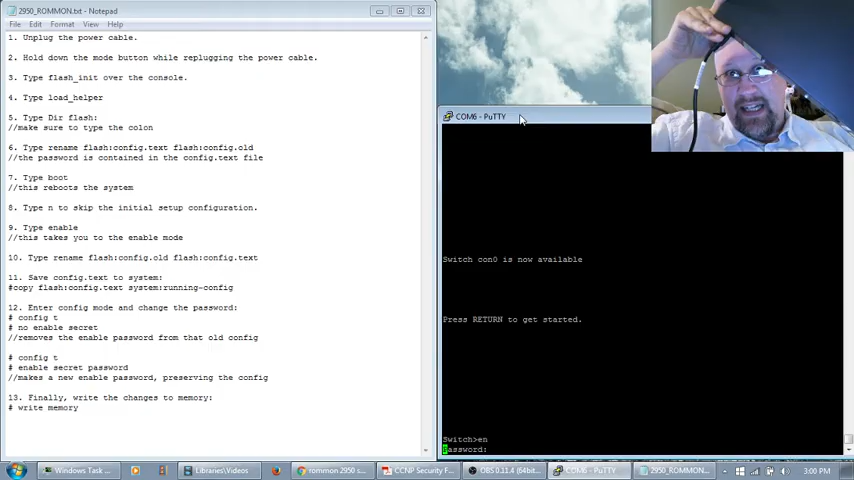 2950_ROMMON.txt - Notepad
File Edit Format View Help
1. Unplug the power cable.
2. Hold down the mode button while replugging the power cable.
3. Type flash_init over the console.
4. Type load_helper
5. Type Dir flash:
//make sure to type the colon
6. Type rename flash:config.text flash:config.old
//the password is contained in the config.text file
7. Type boot
//this reboots the system
8. Type n to skip the initial setup configuration.
9. Type enable
//this takes you to the enable mode
10. Type rename flash:config.old flash:config.text
11. Save config.text to system:
#copy flash:config.text system:running-config
12. Enter config mode and change the password:
# config t
# no enable secret
//removes the enable password from that old config
# config t
# enable secret password
//makes a new enable password, preserving the config
13. Finally, write the changes to memory:
# write memory
COM6 - PuTTY
Switch con0 is now available
Press RETURN to get started.
Switch>en
Password:
Windows Task ... Libraries\Videos rommon 2950 s... CCNP Security F... OBS 0.11.4 (64bit... COM6 - PuTTY 2950_ROMMON... 3:00 PM